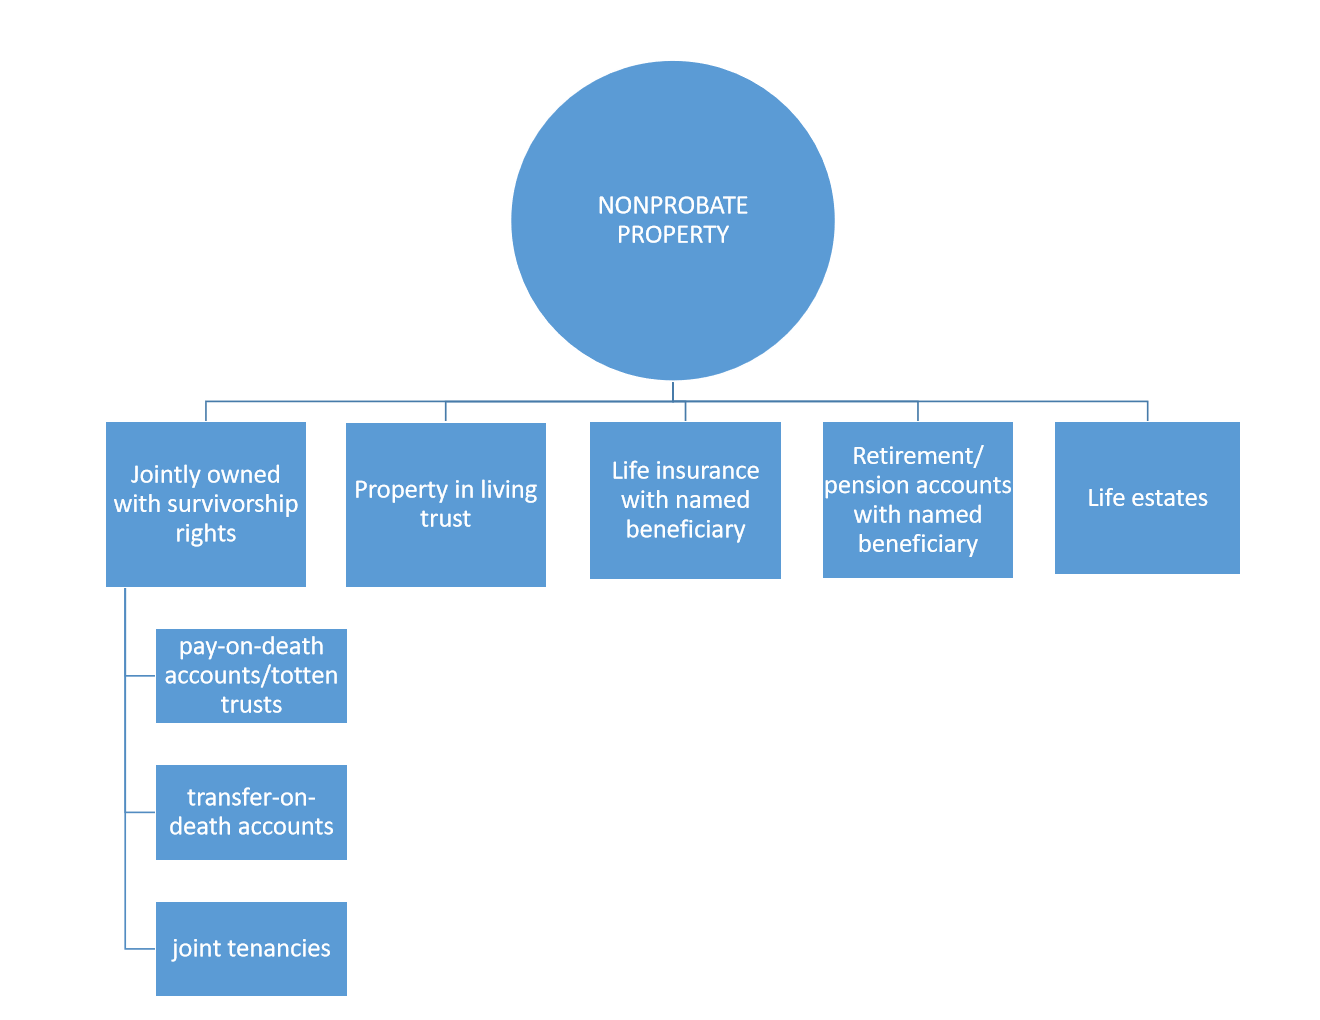 NONPROBATE
PROPERTY
Jointly owned
with survivorship
rights
Property in living
trust
Life insurance
with named
beneficiary
Retirement/
pension accounts
with named
beneficiary
Life estates
pay-on-death
accounts/totten
trusts
transfer-on-
death accounts
joint tenancies